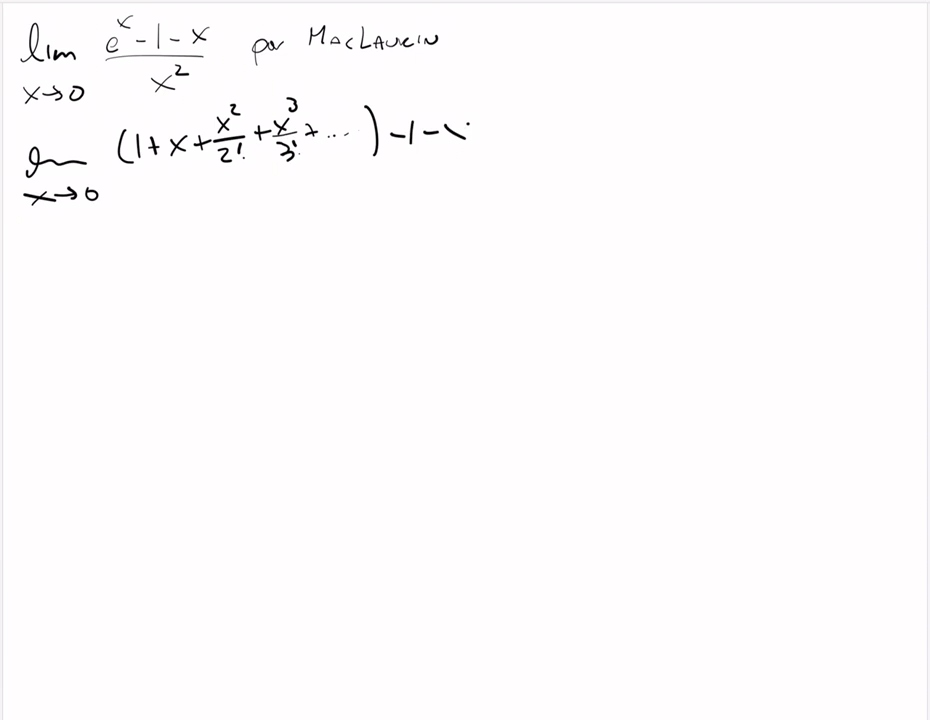 lim x→0 (e^x - 1 - x)/x^2 por MACLAURIN
lim x→0 (1 + x + x^2/2! + x^3/3! + ....) - 1 -